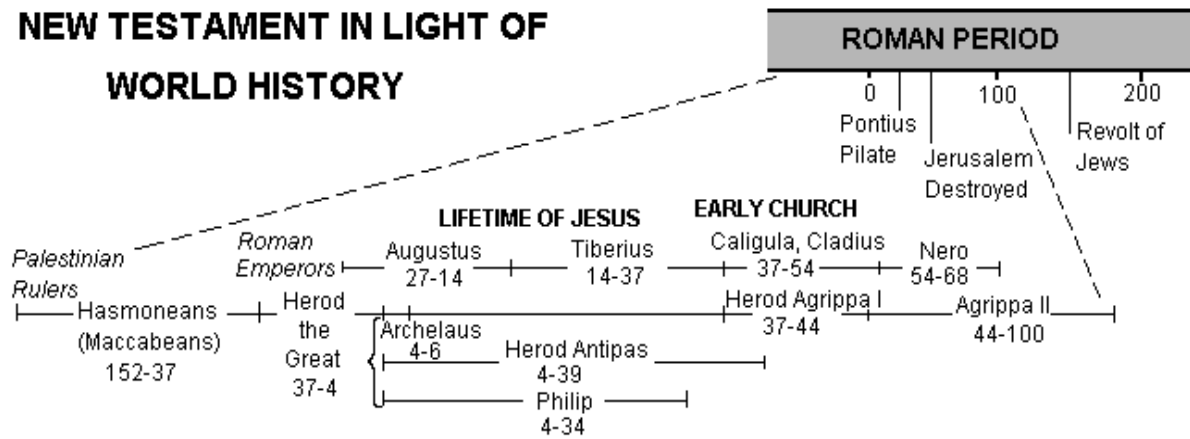 NEW TESTAMENT IN LIGHT OF
WORLD HISTORY
ROMAN PERIOD
0 100 200
Pontius
Pilate
Jerusalem
Destroyed
Revolt of
Jews
LIFETIME OF JESUS
EARLY CHURCH
Palestinian
Rulers
Roman
Emperors
Augustus
27-14
Tiberius
14-37
Caligula, Cladius
37-54
Nero
54-68
Hasmoneans
(Maccabeans)
152-37
Herod
the
Great
37-4
Archelaus
4-6
Herod Antipas
4-39
Philip
4-34
Herod Agrippa I
37-44
Agrippa II
44-100